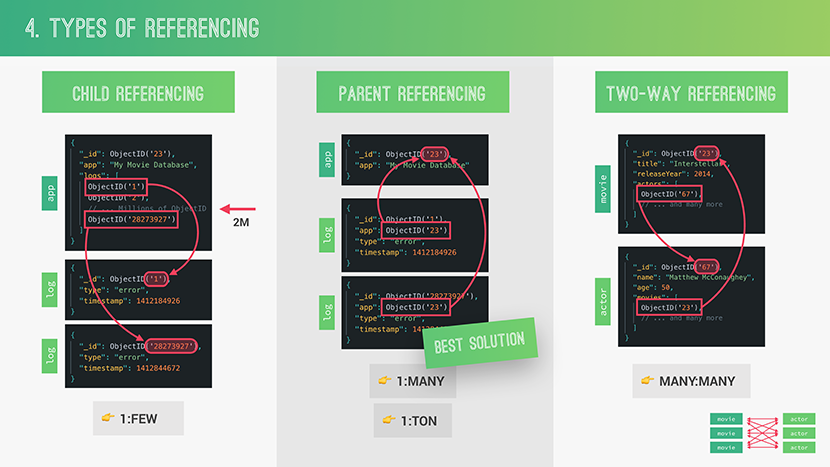 4. TYPES OF REFERENCING
CHILD REFERENCING
app
{
"_id": ObjectID('23'),
"app": "My Movie Database",
"logs": [
ObjectID('1')
ObjectID('2'),
// ... Millions of ObjectID
ObjectID('28273927')
]
}
2M
log
{
"_id": ObjectID('1'),
"type": "error",
"timestamp": 1412184926
}
log
{
"_id": ObjectID('28273927'),
"type": "error",
"timestamp": 1412844672
}
👉 1:FEW
PARENT REFERENCING
app
{
"_id": ObjectID('23'),
"app": "My Movie Database"
}
log
{
"_id": ObjectID('1'),
"app": ObjectID('23')
"type": "error",
"timestamp": 1412184926
}
log
{
"_id": ObjectID('28273927'),
"app": ObjectID('23')
"type": "error",
"timestamp":
}
BEST SOLUTION
👉 1:MANY
👉 1:TON
TWO-WAY REFERENCING
movie
{
"_id": ObjectID('23'),
"title": "Interstellar",
"releaseYear": 2014,
"actors": [
ObjectID('67'),
// ... and many more
]
}
actor
{
"_id": ObjectID('67'),
"name": "Matthew McConaughey",
"age": 50,
"movies": [
ObjectID('23')
// ... and many more
]
}
👉 MANY:MANY
movie actor
movie actor
movie actor